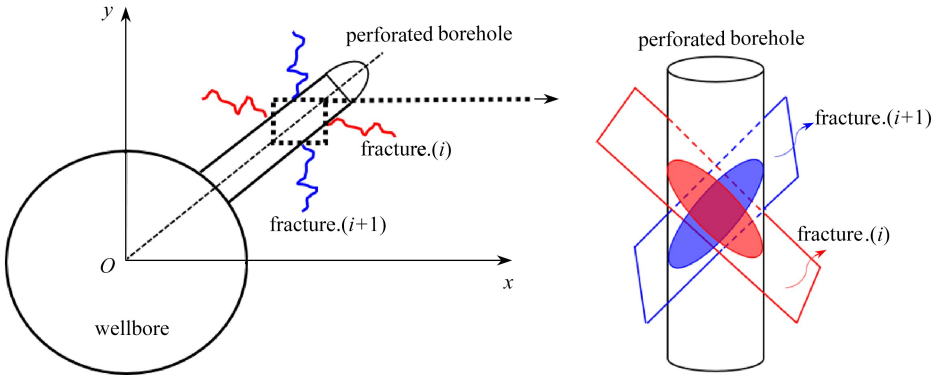 y
perforated borehole
fracture.(i)
fracture.(i+1)
O
x
wellbore
perforated borehole
fracture.(i+1)
fracture.(i)